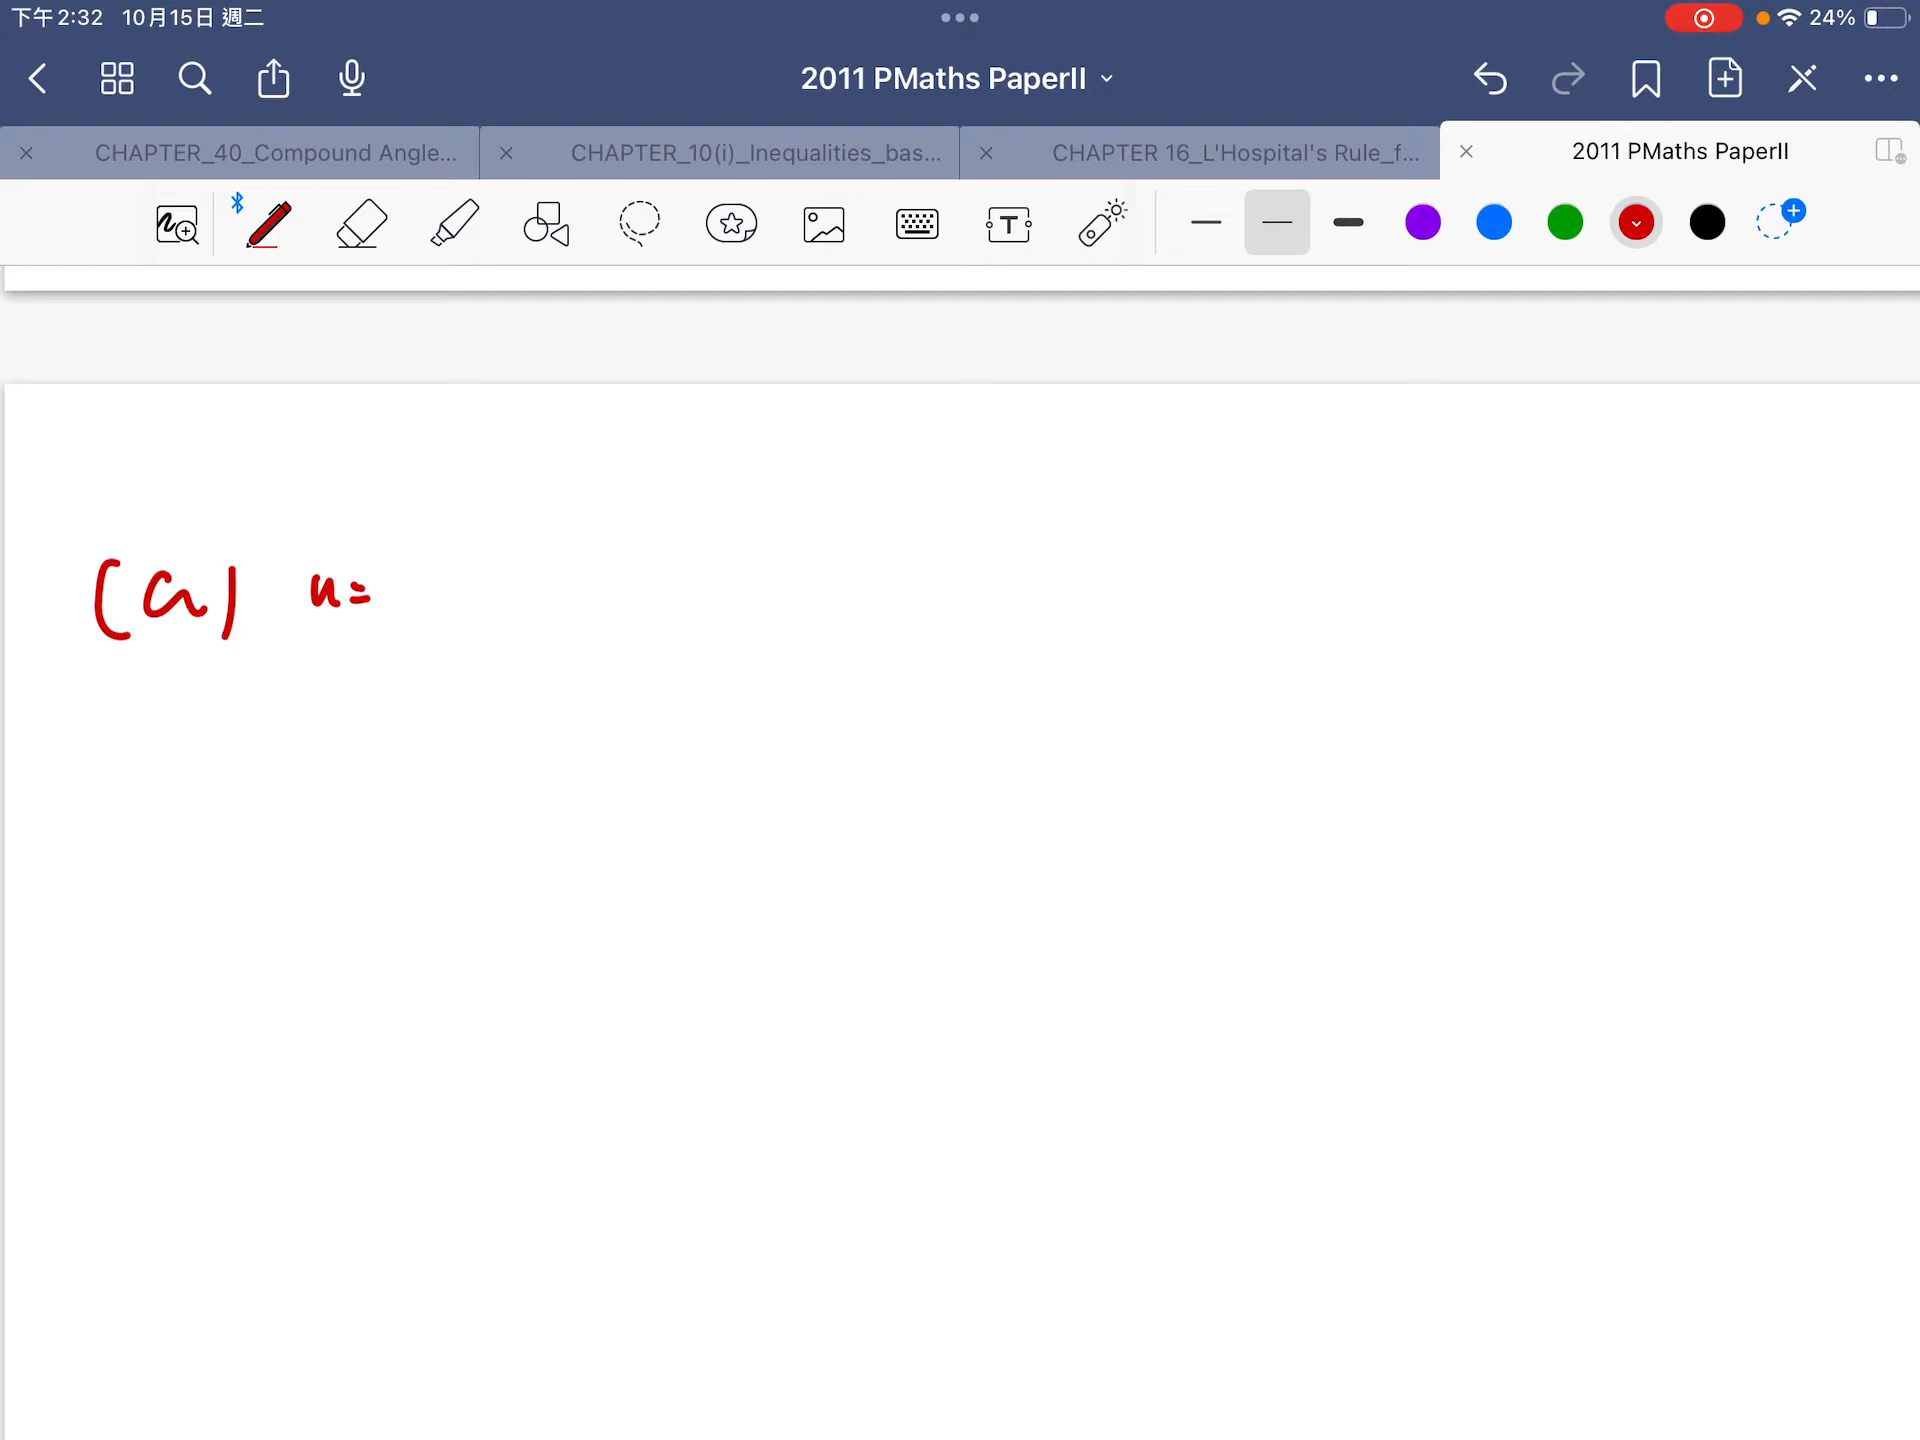 下午2:32 10月15日 週二
24%
2011 PMaths PaperII
CHAPTER_40_Compound Angle...
CHAPTER_10(i)_Inequalities_bas...
CHAPTER 16_L'Hospital's Rule_f...
2011 PMaths PaperII
T
(a) u=